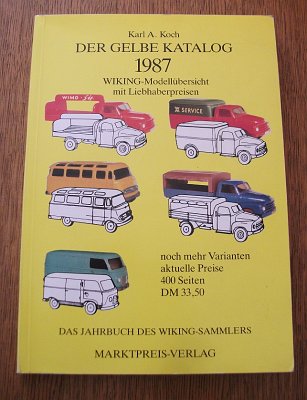 Karl A. Koch
DER GELBE KATALOG
1987
WIKING-Modellübersicht
mit Liebhaberpreisen
SERVICE
noch mehr Varianten
aktuelle Preise
400 Seiten
DM 33,50
DAS JAHRBUCH DES WIKING-SAMMLERS
MARKTPREIS-VERLAG